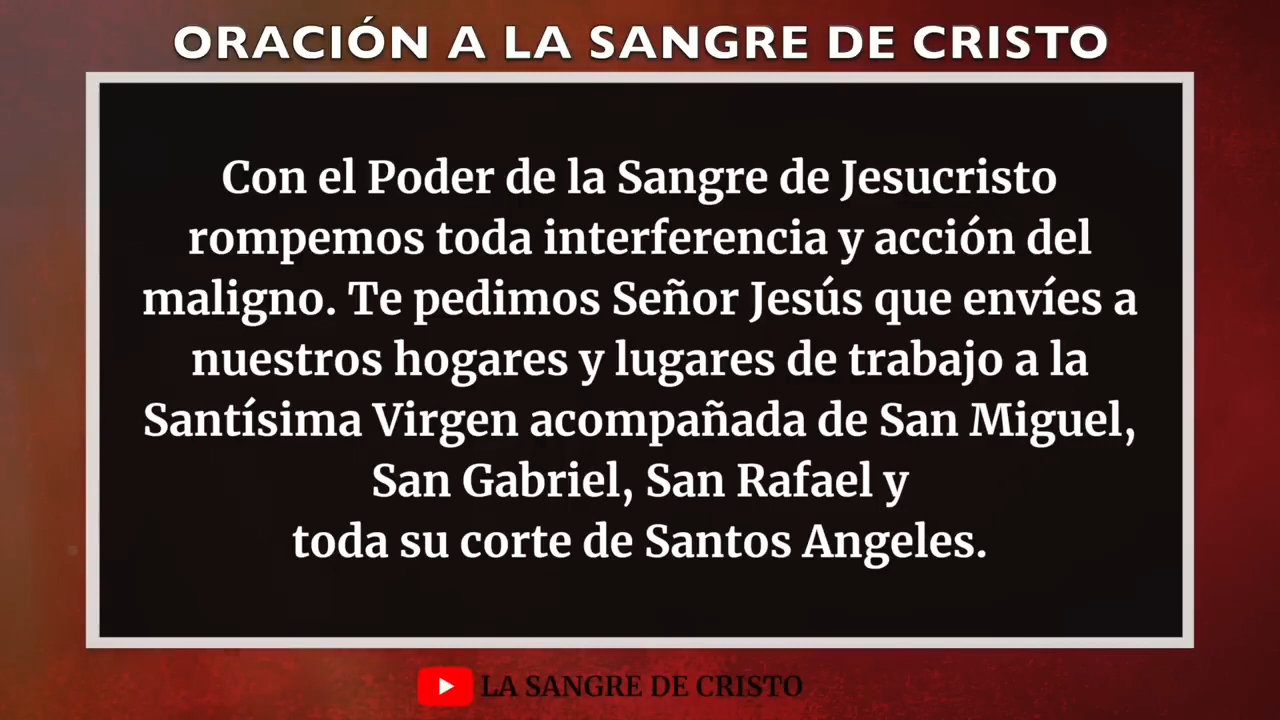 ORACIÓN A LA SANGRE DE CRISTO
Con el Poder de la Sangre de Jesucristo
rompemos toda interferencia y acción del
maligno. Te pedimos Señor Jesús que envíes a
nuestros hogares y lugares de trabajo a la
Santísima Virgen acompañada de San Miguel,
San Gabriel, San Rafael y
toda su corte de Santos Angeles.
LA SANGRE DE CRISTO